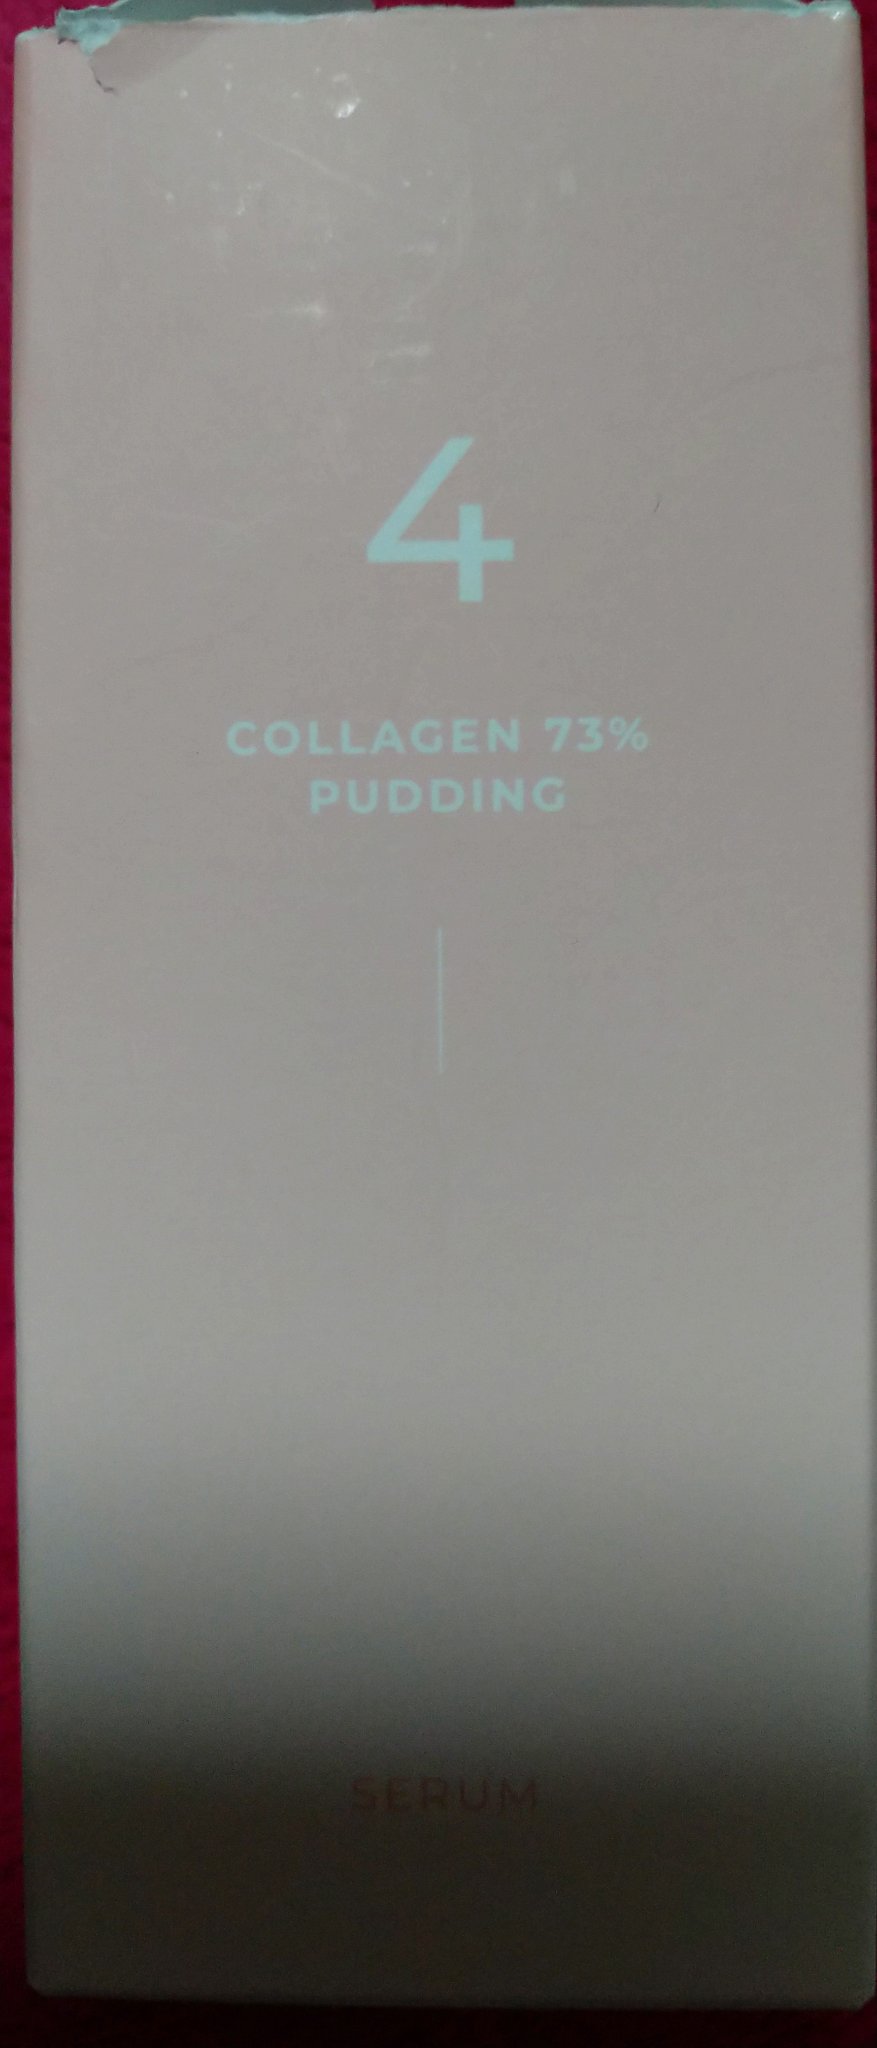 4
COLLAGEN 73%
PUDDING
SERUM